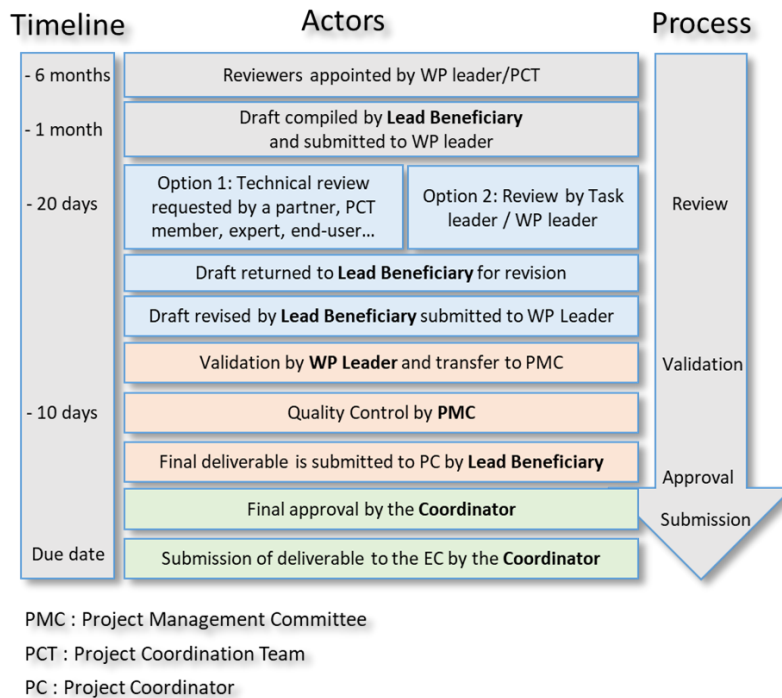 Timeline
Actors
Process
- 6 months
Reviewers appointed by WP leader/PCT
- 1 month
Draft compiled by Lead Beneficiary
and submitted to WP leader
- 20 days
Option 1: Technical review
requested by a partner, PCT
member, expert, end-user...
Option 2: Review by Task
leader / WP leader
Review
Draft returned to Lead Beneficiary for revision
Draft revised by Lead Beneficiary submitted to WP Leader
Validation by WP Leader and transfer to PMC
Validation
- 10 days
Quality Control by PMC
Final deliverable is submitted to PC by Lead Beneficiary
Approval
Final approval by the Coordinator
Submission
Due date
Submission of deliverable to the EC by the Coordinator
PMC : Project Management Committee
PCT : Project Coordination Team
PC : Project Coordinator